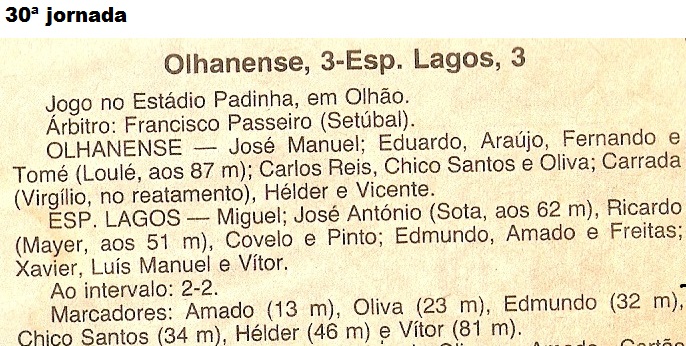 30ª jornada
Olhanense, 3-Esp. Lagos, 3
Jogo no Estádio Padinha, em Olhão.
Árbitro: Francisco Passeiro (Setúbal).
OLHANENSE — José Manuel; Eduardo, Araújo, Fernando e
Tomé (Loulé, aos 87 m); Carlos Reis, Chico Santos e Oliva; Carrada
(Virgílio, no reatamento), Hélder e Vicente.
ESP. LAGOS — Miguel; José António (Sota, aos 62 m), Ricardo
(Mayer, aos 51 m), Covelo e Pinto; Edmundo, Amado e Freitas;
Xavier, Luís Manuel e Vítor.
Ao intervalo: 2-2.
Marcadores: Amado (13 m), Oliva (23 m), Edmundo (32 m),
Chico Santos (34 m), Hélder (46 m) e Vítor (81 m).